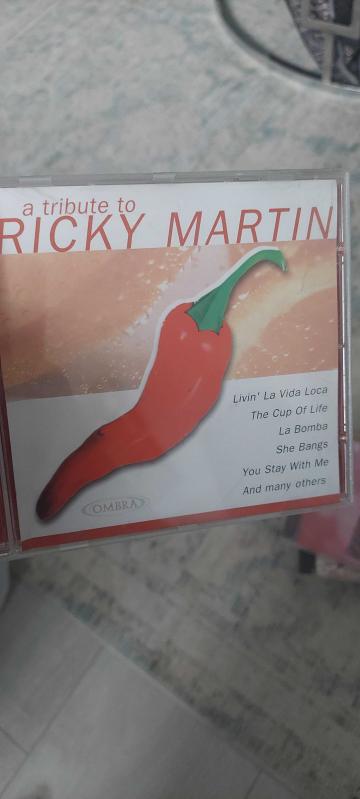 a tribute to
RICKY MARTIN
Livin' La Vida Loca
The Cup Of Life
La Bomba
She Bangs
You Stay With Me
And many others
OMBRA